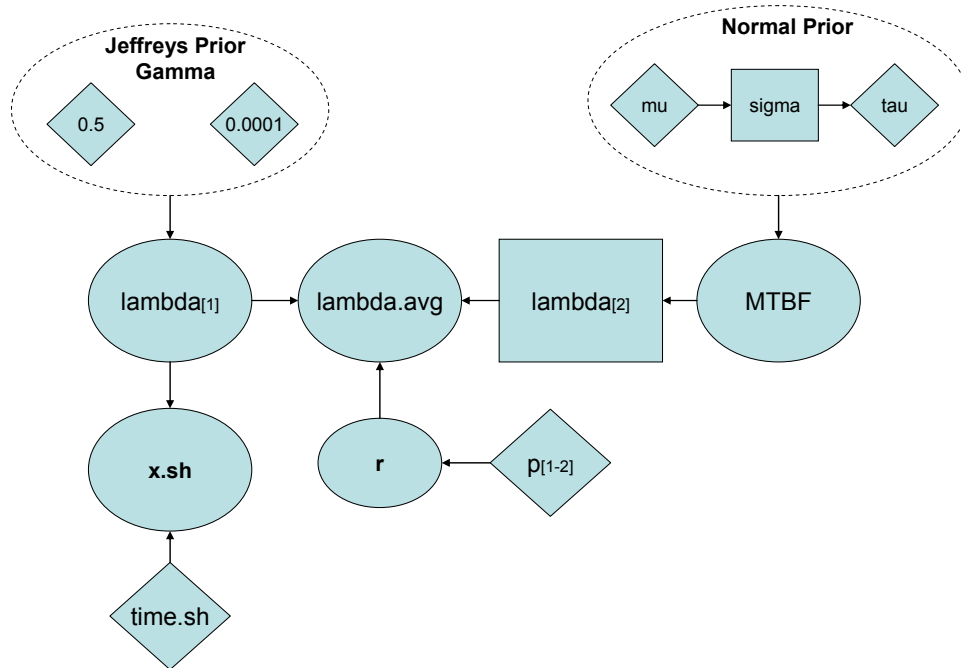 Jeffreys Prior
Gamma
0.5
0.0001
Normal Prior
mu
sigma
tau
lambda[1]
lambda.avg
lambda[2]
MTBF
x.sh
r
p[1-2]
time.sh